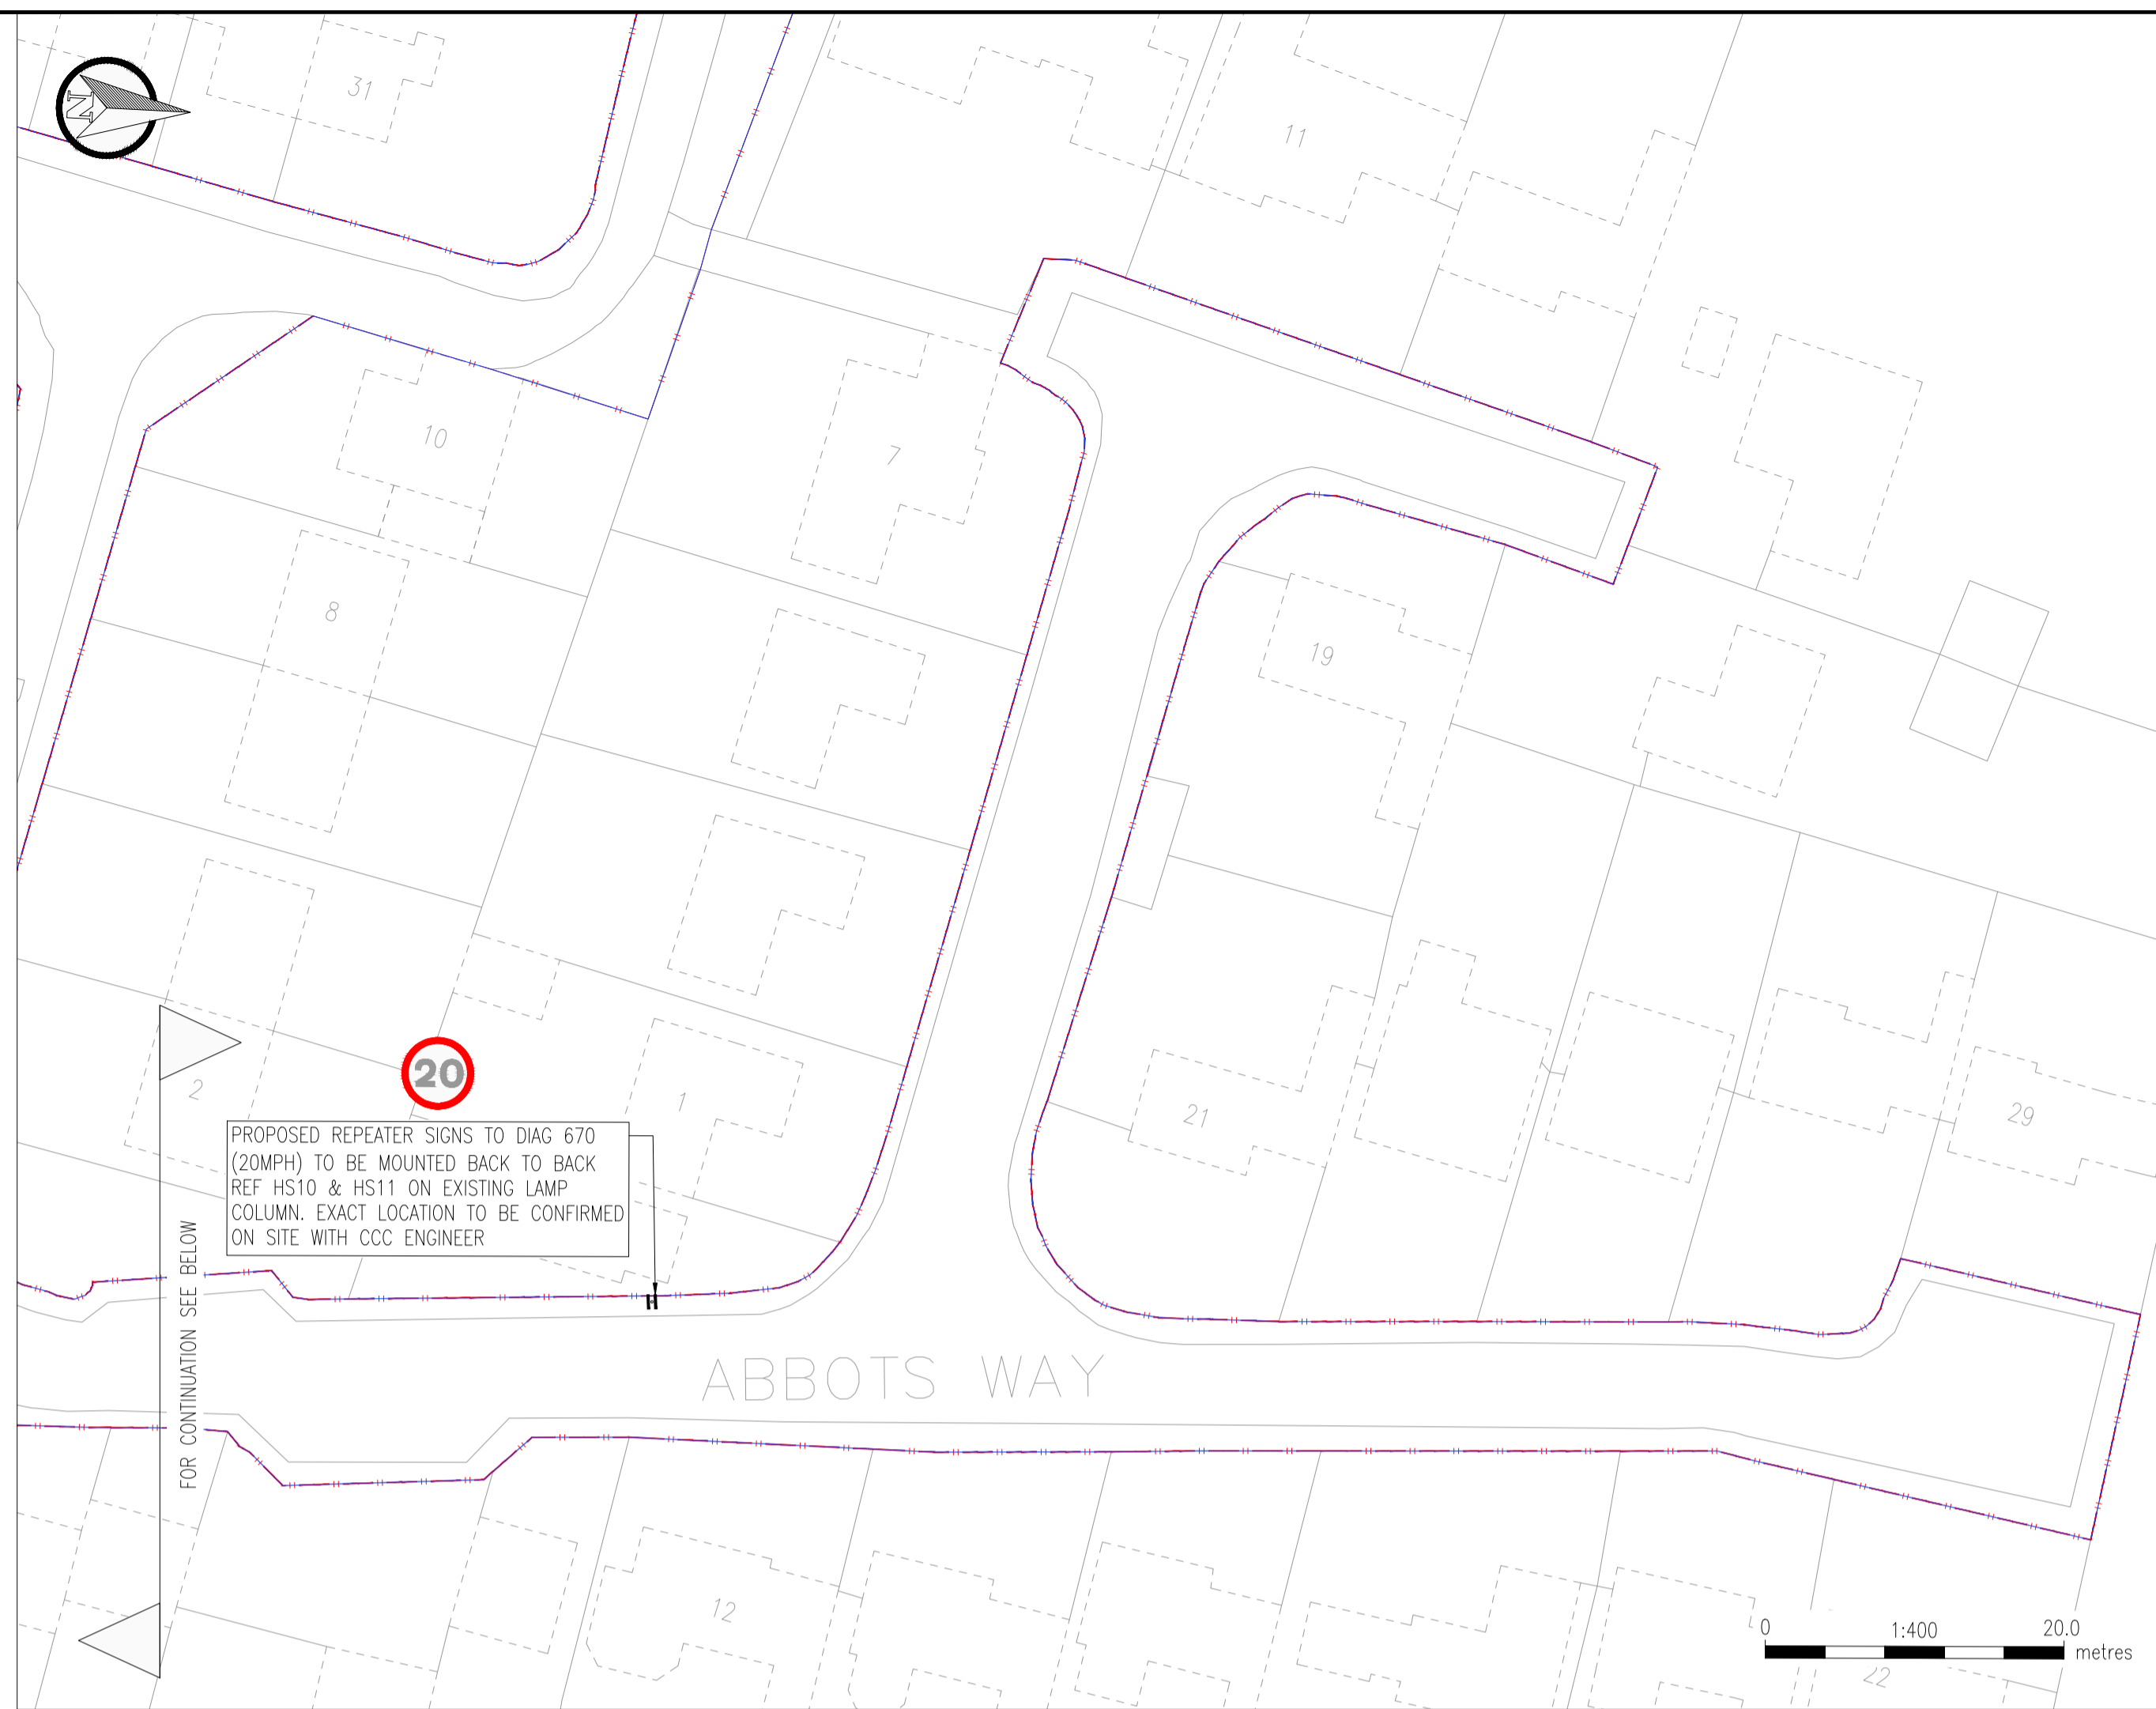 N
31
11
10
7
8
19
20
2
1
21
29
PROPOSED REPEATER SIGNS TO DIAG 670
(20MPH) TO BE MOUNTED BACK TO BACK
REF HS10 & HS11 ON EXISTING LAMP
COLUMN. EXACT LOCATION TO BE CONFIRMED
ON SITE WITH CCC ENGINEER
FOR CONTINUATION SEE BELOW
ABBOTS WAY
12
0 1:400 20.0
metres
22